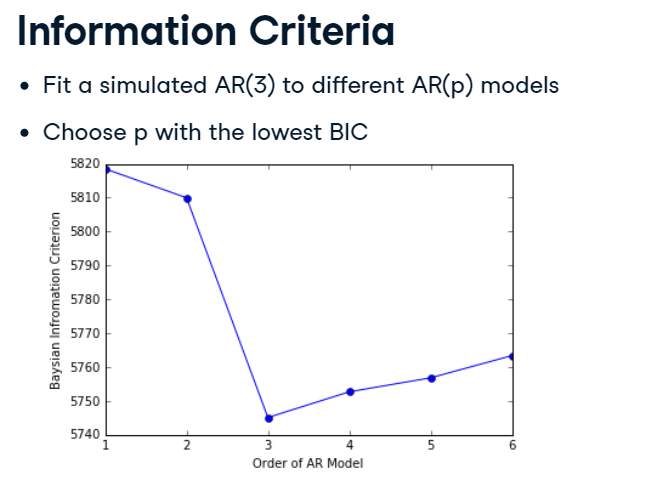 Information Criteria
• Fit a simulated AR(3) to different AR(p) models
• Choose p with the lowest BIC
5820
5810
5800
5790
5780
5770
5760
5750
5740
Baysian Infromation Criterion
1 2 3 4 5 6
Order of AR Model